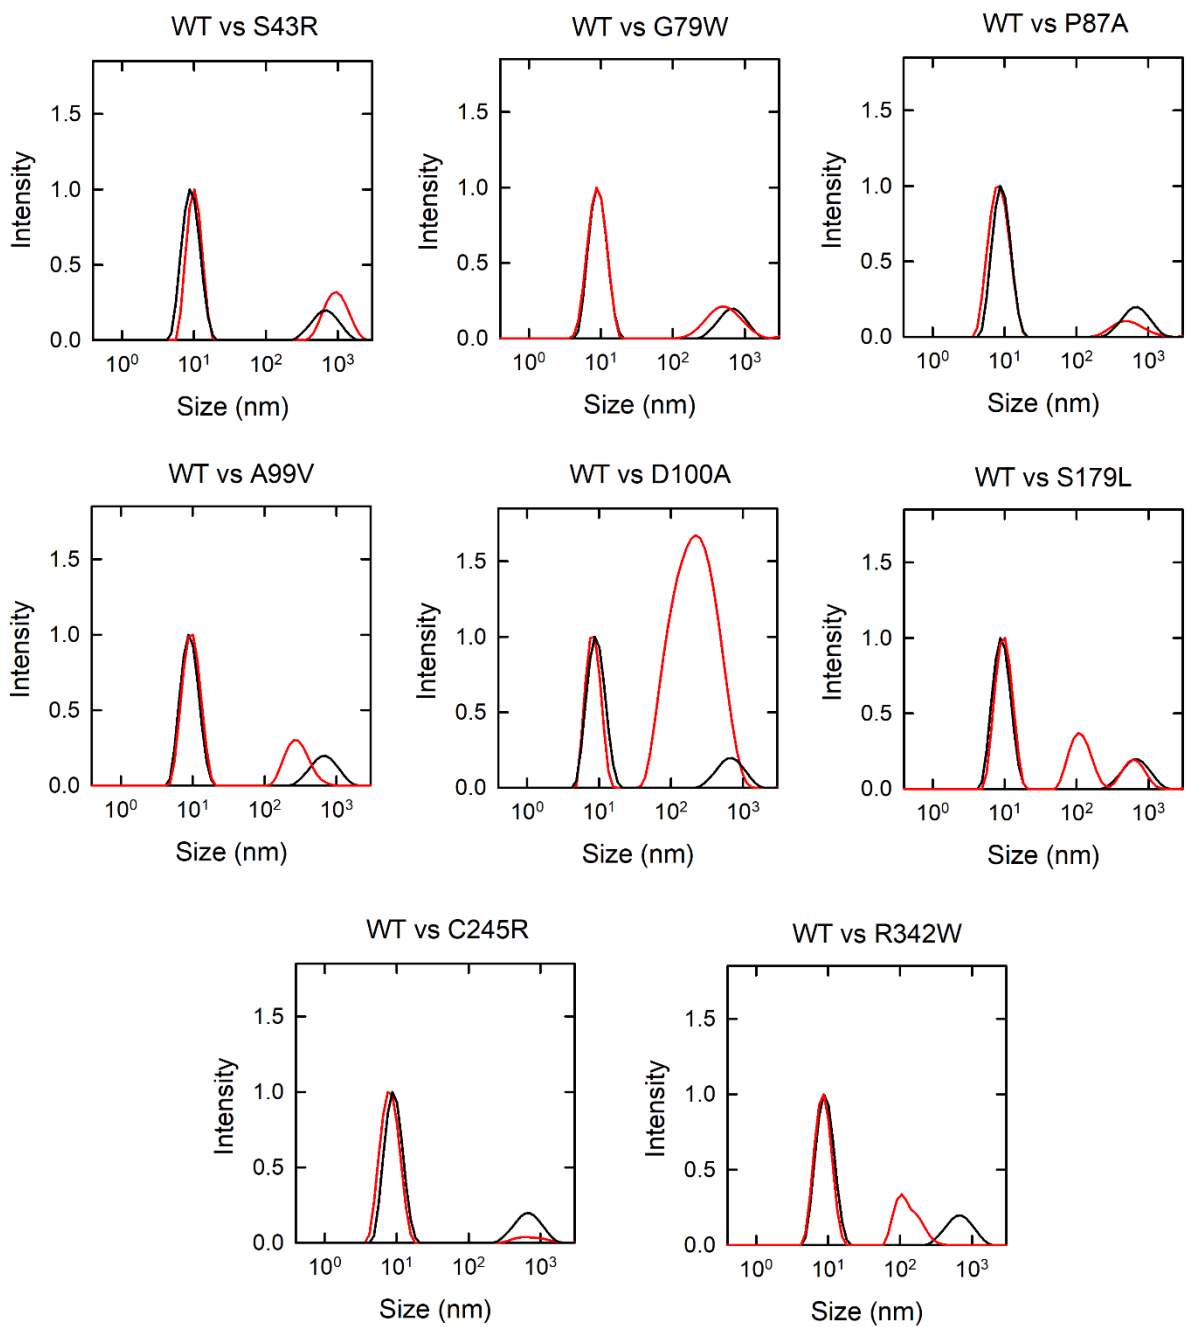 WT vs S43R
WT vs G79W
WT vs P87A
Intensity
1.5
1.0
0.5
0.0
10⁰ 10¹ 10² 10³
Size (nm)
Intensity
1.5
1.0
0.5
0.0
10⁰ 10¹ 10² 10³
Size (nm)
Intensity
1.5
1.0
0.5
0.0
10⁰ 10¹ 10² 10³
Size (nm)
WT vs A99V
WT vs D100A
WT vs S179L
Intensity
1.5
1.0
0.5
0.0
10⁰ 10¹ 10² 10³
Size (nm)
Intensity
1.5
1.0
0.5
0.0
10⁰ 10¹ 10² 10³
Size (nm)
Intensity
1.5
1.0
0.5
0.0
10⁰ 10¹ 10² 10³
Size (nm)
WT vs C245R
WT vs R342W
Intensity
1.5
1.0
0.5
0.0
10⁰ 10¹ 10² 10³
Size (nm)
Intensity
1.5
1.0
0.5
0.0
10⁰ 10¹ 10² 10³
Size (nm)